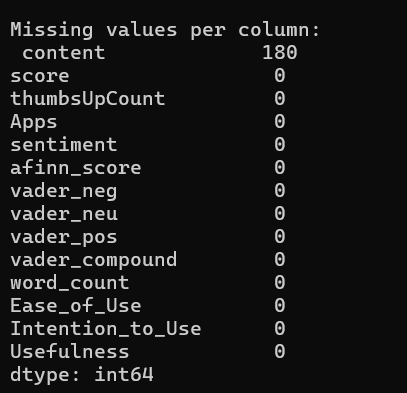 Missing values per column:
 content             180
score                 0
thumbsUpCount         0
Apps                  0
sentiment             0
afinn_score           0
vader_neg             0
vader_neu             0
vader_pos             0
vader_compound        0
word_count            0
Ease_of_Use           0
Intention_to_Use      0
Usefulness            0
dtype: int64